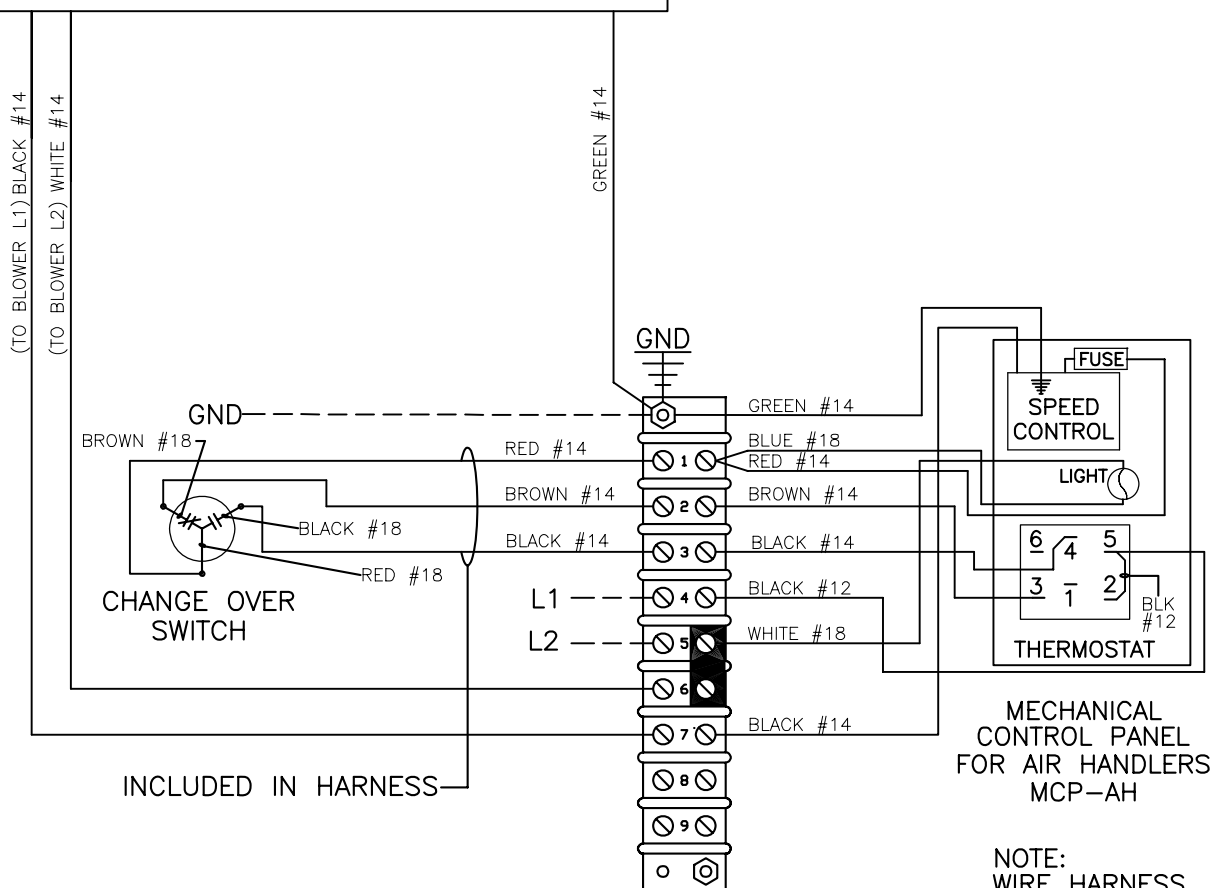 (TO BLOWER L1) BLACK #14
(TO BLOWER L2) WHITE #14
GREEN #14
GND
GND
GREEN #14
FUSE
SPEED
CONTROL
BROWN #18
RED #14
1
BLUE #18
RED #14
LIGHT
BROWN #14
2
BROWN #14
BLACK #18
BLACK #14
3
BLACK #14
6
4
5
3
1
2
RED #18
CHANGE OVER
SWITCH
L1
4
BLACK #12
BLK
#12
L2
5
WHITE #18
THERMOSTAT
6
7
BLACK #14
MECHANICAL
CONTROL PANEL
FOR AIR HANDLERS
MCP-AH
INCLUDED IN HARNESS
8
9
NOTE:
WIRE HARNESS